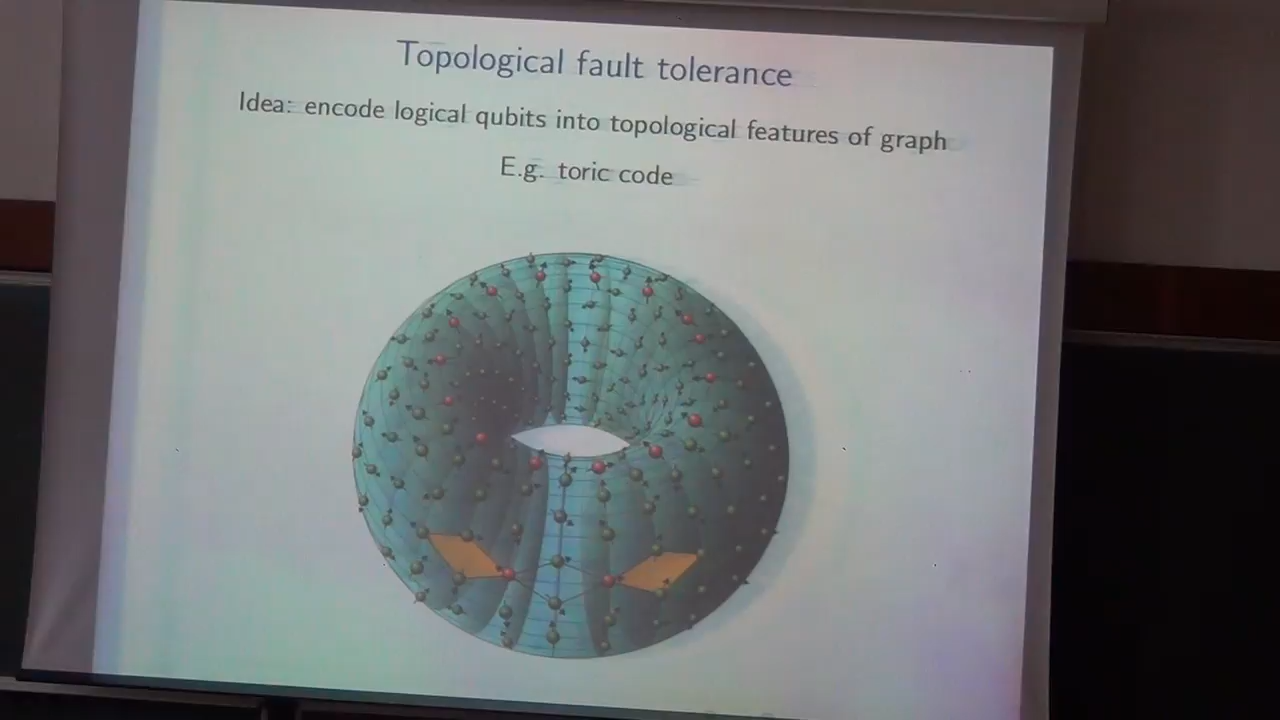 Topological fault tolerance
Idea: encode logical qubits into topological features of graph
E.g. toric code